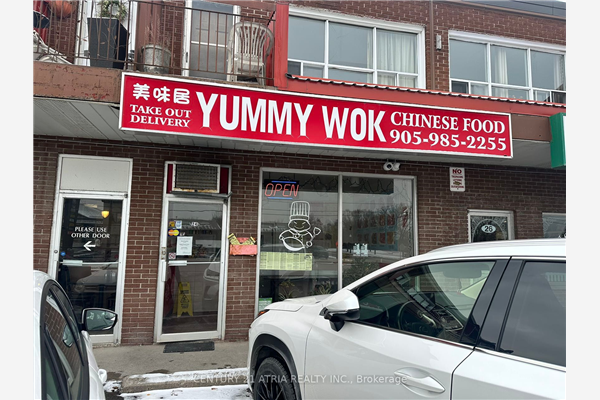 美味居
TAKE OUT
DELIVERY
YUMMY WOK
CHINESE FOOD
905-985-2255
OPEN
PLEASE USE
OTHER DOOR
NO
26
CENTURY 21 ATRIA REALTY INC., Brokerage